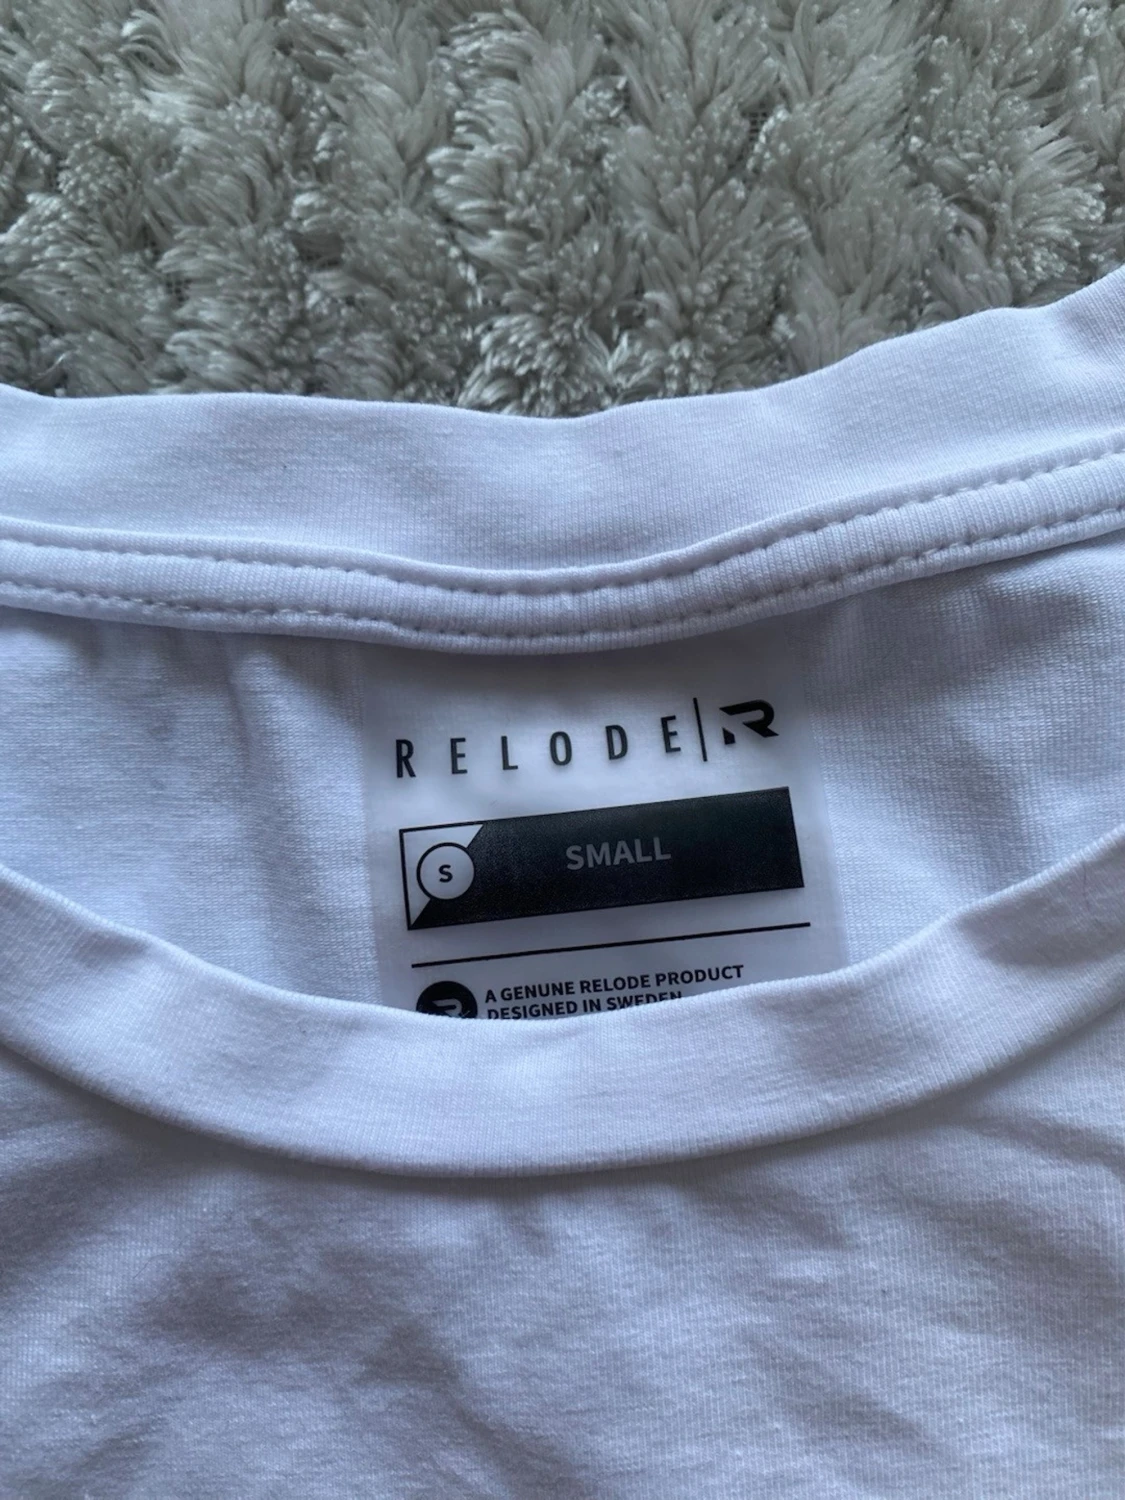 RELODE|R
S SMALL
A GENUNE RELODE PRODUCT
DESIGNED IN SWEDEN